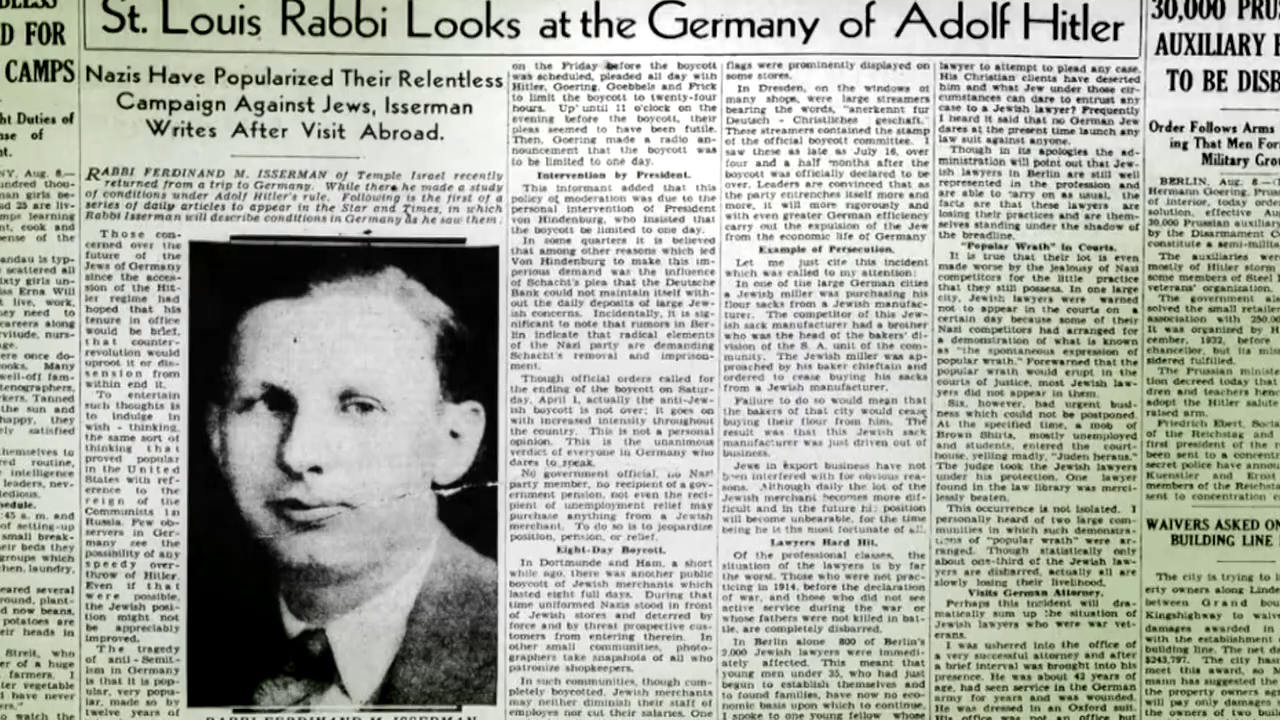 St. Louis Rabbi Looks at the Germany of Adolf Hitler
Nazis Have Popularized Their Relentless
Campaign Against Jews, Isserman
Writes After Visit Abroad.
RABBI FERDINAND M. ISSERMAN of Temple Israel recently
returned from a trip to Germany. While there he made a study
of conditions under Adolf Hitler's rule. Following is the first of a
series of daily articles to appear in the Star and Times, in which
Rabbi Isserman will describe conditions in Germany as he saw them:
Those con-
cerned over the
future of the
Jews of Germany
since the acces-
sion of the Hit-
ler regime had
hoped that his
tenure in office
would be brief,
that counter-
revolution would
uproot it or dis-
sension from
within end it.
To entertain
such thoughts is
to indulge in
wish-thinking,
the same sort of
thinking that
proved popular
in the United
States with ref-
erence to the
reign of the
Communists in
Russia. Few ob-
servers in Ger-
many see the
possibility of any
speedy over-
throw of Hitler.
Even if that
were possible,
the Jewish posi-
tion might not
be appreciably
improved.
The tragedy
of anti-Semit-
ism in Germany
is that it is pop-
ular, very popu-
lar, made so by
twelve years of
RABBI FERDINAND M. ISSERMAN
on the Friday before the boycott
was scheduled, pleaded all day with
Hitler, Goering, Goebbels and Frick
to limit the boycott to twenty-four
hours. Up until 11 o'clock on the
evening before the boycott, their
pleas seemed to have been futile.
Then, Goering made a radio an-
nouncement that the boycott was
to be limited to one day.
Intervention by President.
This informant added that this
policy of moderation was due to the
personal intervention of President
von Hindenburg, who insisted that
the boycott be limited to one day.
In some quarters it is believed
that among other reasons which led
Von Hindenburg to make this im-
perious demand was the influence
of Schacht's plea that the Deutsche
Bank could not maintain itself with-
out the daily deposits of large Jew-
ish concerns. Incidentally, it is sig-
nificant to note that rumors in Ber-
lin indicate that radical elements
of the Nazi party are demanding
Schacht's removal and imprison-
ment.
Though official orders called for
the ending of the boycott on Satur-
day, April 1, actually the anti-Jew-
ish boycott is not over; it goes on
with increased intensity throughout
the country. This is not a personal
opinion. This is the unanimous
verdict of everyone in Germany who
dares to speak.
No government official, no Nazi
party member, no recipient of a gov-
ernment pension, not even the reci-
pient of unemployment relief may
purchase anything from a Jewish
merchant. To do so is to jeopardize
position, pension, or relief.
Eight-Day Boycott.
In Dortmunde and Ham, a short
while ago, there was another public
boycott of Jewish merchants which
lasted eight full days. During that
time uniformed Nazis stood in front
of Jewish stores and deterred by
force and by threat prospective cus-
tomers from entering therein. In
other small communities, photo-
graphers take snapshots of all who
patronize shopkeepers.
In such communities, though com-
pletely boycotted, Jewish merchants
may neither diminish their staff of
employes nor cut their salaries. One
flags were prominently displayed on
some stores.
In Dresden, on the windows of
many shops, were large streamers
bearing the words, "anerkennt fur
Deutsch - Christliches geschaft."
These streamers contained the stamp
of the official boycott committee. I
saw these as late as July 16, over
four and a half months after the
boycott was officially declared to be
over. Leaders are convinced that as
the party entrenches itself more and
more, it will more rigorously and
with even greater German efficiency
carry out the expulsion of the Jew
from the economic life of Germany
Example of Persecution.
Let me just cite this incident
which was called to my attention:
In one of the large German cities
a Jewish miller was purchasing his
flour sacks from a Jewish manufac-
turer. The competitor of this Jew-
ish sack manufacturer had a brother
who was the head of the bakers' di-
vision of the S. A. unit of the com-
munity. The Jewish miller was ap-
proached by his baker chieftain and
ordered to cease buying his sacks
from a Jewish manufacturer.
Failure to do so would mean that
the bakers of that city would cease
buying their flour from him. The
result was that this Jewish sack
manufacturer was just driven out of
business.
Jews in export business have not
been interfered with for obvious rea-
sons. Although daily the lot of the
Jewish merchant becomes more dif-
ficult and in the future his position
will become unbearable, for the time
being he is the most fortunate of all.
Lawyers Hard Hit.
Of the professional classes, the
situation of the lawyers is by far
the worst. Those who were not prac-
ticing in 1914, before the declaration
of war, and those who did not see
active service during the war or
whose fathers were not killed in bat-
tle, are completely disbarred.
In Berlin alone 800 of Berlin's
2,000 Jewish lawyers were immedi-
ately affected. This meant that
young men under 35, who had just
begun to establish themselves and
to found families, have now no eco-
nomic basis upon which to continue.
I spoke to one young fellow whose
lawyer to attempt to plead any case.
His Christian clients have deserted
him and what Jew under those cir-
cumstances can dare to entrust any
case to a Jewish lawyer? Frequently
I heard it said that no German Jew
dares at the present time launch any
law suit against anyone.
Though in its apologies the ad-
ministration will point out that Jew-
ish lawyers in Berlin are still well
represented in the profession and
are able to carry on as usual, the
facts are that these lawyers are
losing their practices and are them-
selves standing under the shadow of
the breadline.
"Popular Wrath" in Courts.
It is true that their lot is even
made worse by the jealousy of Nazi
competitors for the little practice
that they still possess. In one large
city, Jewish lawyers were warned
not to appear in the courts on a
certain day because some of their
Nazi competitors had arranged for
a demonstration of what is known
as "the spontaneous expression of
popular wrath." Forewarned that the
popular wrath would erupt in the
courts of justice, most Jewish law-
yers did not appear in them.
Six, however, had urgent busi-
ness which could not be postponed.
At the specified time, a mob of
Brown Shirts, mostly unemployed
and students, entered the court-
house, yelling madly, "Juden heraus."
The judge took the Jewish lawyers
under his protection. One lawyer
found in the law library was merci-
lessly beaten.
This occurrence is not isolated. I
personally heard of two large com-
munities in which such demonstra-
tions of "popular wrath" were ar-
ranged. Though statistically only
about one-third of the Jewish law-
yers are disbarred, actually all are
slowly losing their livelihood.
Visits German Attorney.
Perhaps this incident will dra-
matically sum up the situation of
Jewish lawyers who were war vet-
erans.
I was ushered into the office of
a very successful attorney and after
a brief interval was brought into his
presence. He was about 42 years of
age, had seen service in the German
army for years and was wounded.
He was dressed in an Oxford suit.
His office was not an office but
30,000 PRU
AUXILIARY
TO BE DISB
Order Follows Arms
ing That Men For
Military Gro
BERLIN, Aug. 8.
Hermann Goering, Prus
of interior, today order
solution, effective Au
30,000 Prussian auxiliary
by the Disarmament C
constitute a semi-milit
The auxiliaries wer
mostly of Hitler storm
some members of Steel
veterans' organization.
The government al
solved the small retailer
association with 250,00
It was organized by H
cember, 1932, before
chancellor, but its mis
sidered fulfilled.
The Prussian ministe
tion decreed today that
dren and teachers hence
adopt the Hitler salute
raised arm.
Friedrich Ebert, Socia
of the Reichstag and
first president of the
been sent to a concentr
secret police have annou
Kuenstler and Ernst
members of the Reichsta
sent to concentration
WAIVERS ASKED ON
BUILDING LINE
The city is trying to
erty owners along Linde
between Grand bou
Kingshighway to waive
damages awarded in
with the establishment
building line. The net da
$243,797. The city has
meet this award, so
mann has suggested tha
the property owners ag
will pay only damages
the owners of two bui
D FOR
CAMPS